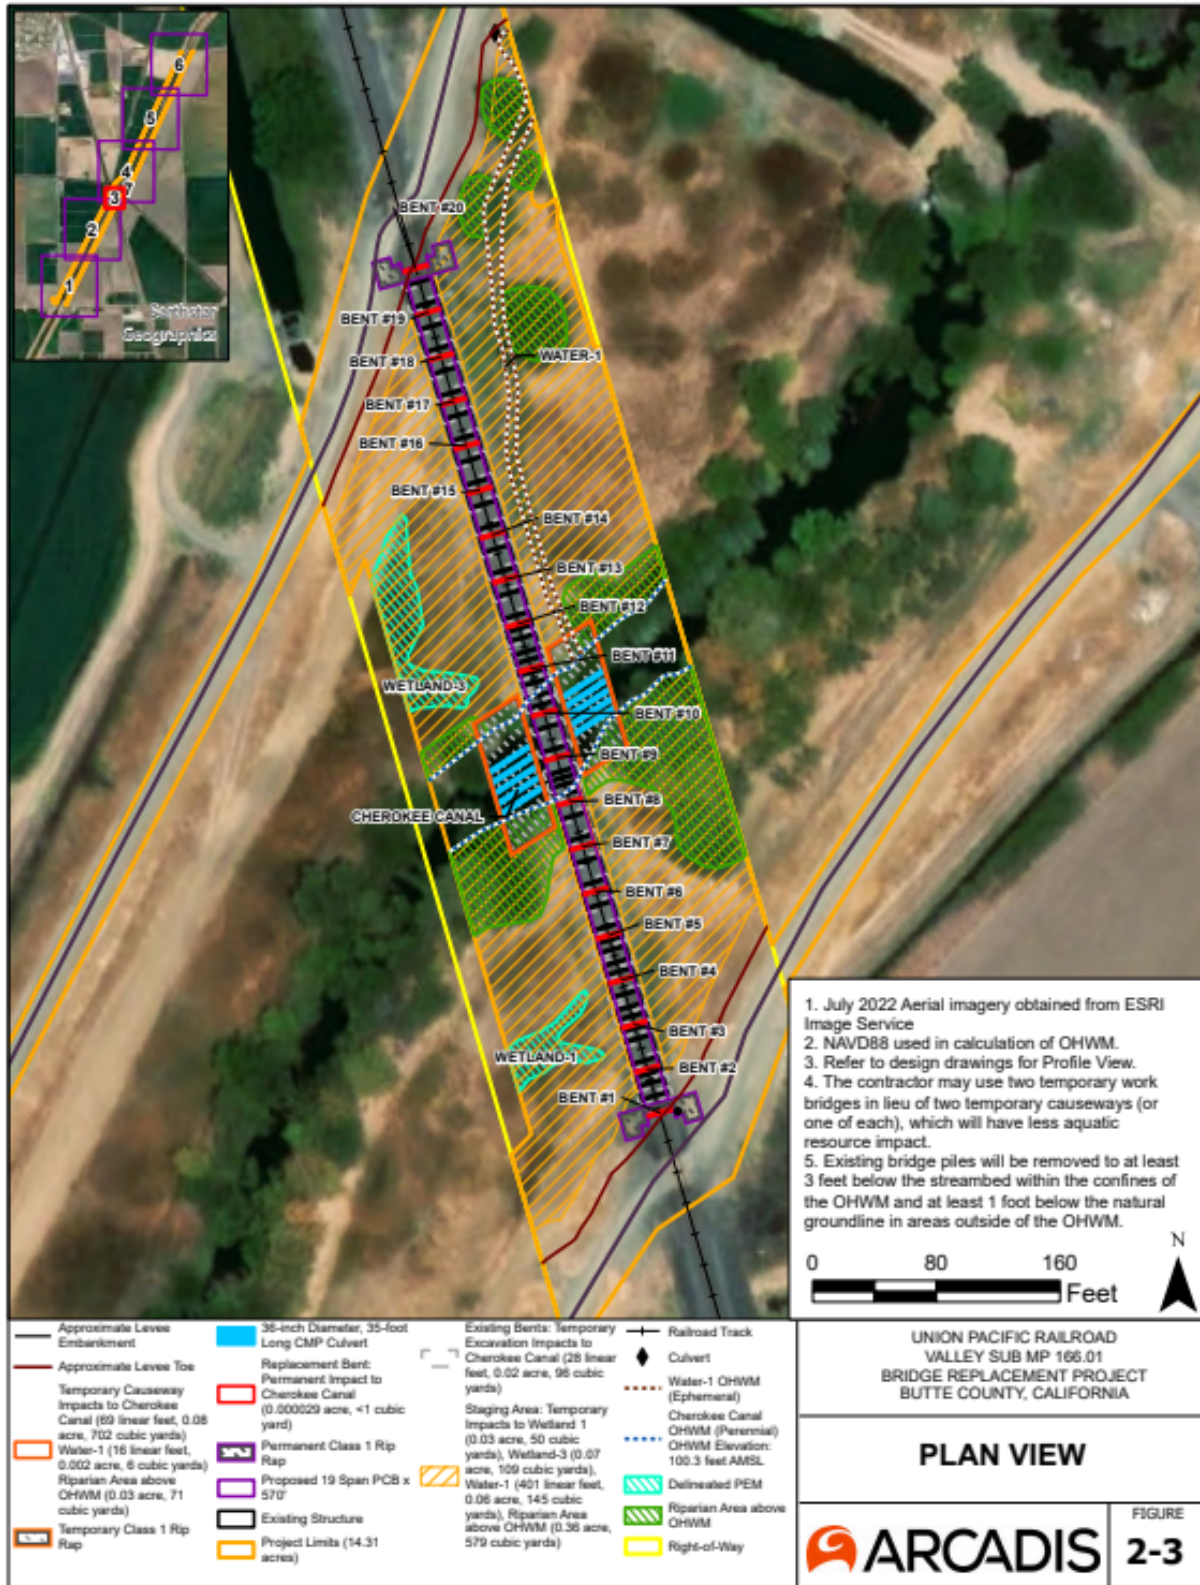 6
5
4
7
3
2
1
Earthstar
Geographics
BENT #20
BENT #19
BENT #18
WATER-1
BENT #17
BENT #16
BENT #15
BENT #14
BENT #13
BENT #12
BENT #11
WETLAND-3
BENT #10
BENT #9
BENT #8
CHEROKEE CANAL
BENT #7
BENT #6
BENT #5
BENT #4
BENT #3
WETLAND-1
BENT #2
BENT #1
1. July 2022 Aerial imagery obtained from ESRI
Image Service
2. NAVD88 used in calculation of OHWM.
3. Refer to design drawings for Profile View.
4. The contractor may use two temporary work
bridges in lieu of two temporary causeways (or
one of each), which will have less aquatic
resource impact.
5. Existing bridge piles will be removed to at least
3 feet below the streambed within the confines of
the OHWM and at least 1 foot below the natural
groundline in areas outside of the OHWM.
N
0 80 160
Feet
Approximate Levee
Embankment
Approximate Levee Toe
Temporary Causeway
Impacts to Cherokee
Canal (69 linear feet, 0.08
acre, 702 cubic yards)
Water-1 (16 linear feet,
0.002 acre, 6 cubic yards)
Riparian Area above
OHWM (0.03 acre, 71
cubic yards)
Temporary Class 1 Rip
Rap
36-inch Diameter, 35-foot
Long CMP Culvert
Replacement Bent:
Permanent Impact to
Cherokee Canal
(0.000029 acre, <1 cubic
yard)
Permanent Class 1 Rip
Rap
Proposed 19 Span PCB x
570'
Existing Structure
Project Limits (14.31
acres)
Existing Bents: Temporary
Excavation Impacts to
Cherokee Canal (28 linear
feet, 0.02 acre, 96 cubic
yards)
Staging Area: Temporary
Impacts to Wetland 1
(0.03 acre, 50 cubic
yards), Wetland-3 (0.07
acre, 109 cubic yards),
Water-1 (401 linear feet,
0.06 acre, 145 cubic
yards), Riparian Area
above OHWM (0.36 acre,
579 cubic yards)
Railroad Track
Culvert
Water-1 OHWM
(Ephemeral)
Cherokee Canal
OHWM (Perennial)
OHWM Elevation:
100.3 feet AMSL
Delineated PEM
Riparian Area above
OHWM
Right-of-Way
UNION PACIFIC RAILROAD
VALLEY SUB MP 166.01
BRIDGE REPLACEMENT PROJECT
BUTTE COUNTY, CALIFORNIA
PLAN VIEW
ARCADIS
FIGURE
2-3